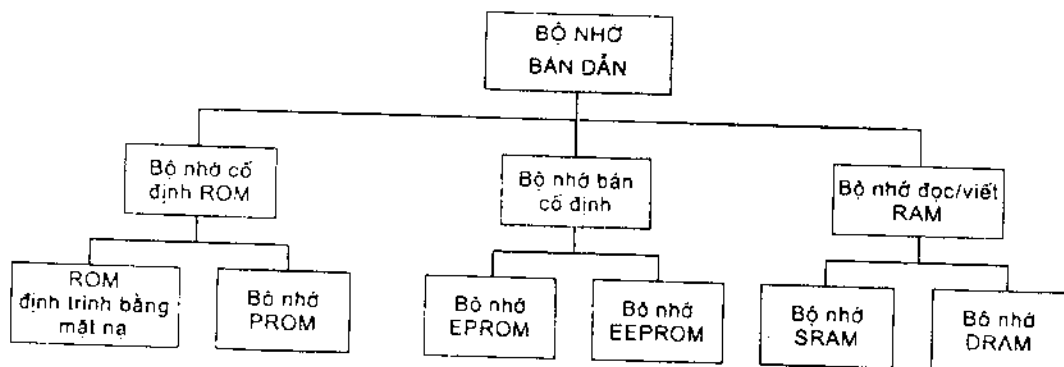 BỘ NHỚ
BÁN DẪN
Bộ nhớ cố
định ROM
Bộ nhớ bán
cố định
Bộ nhớ đọc/viết
RAM
ROM
định trình bằng
mặt nạ
Bộ nhớ
PROM
Bộ nhớ
EPROM
Bộ nhớ
EEPROM
Bộ nhớ
SRAM
Bộ nhớ
DRAM